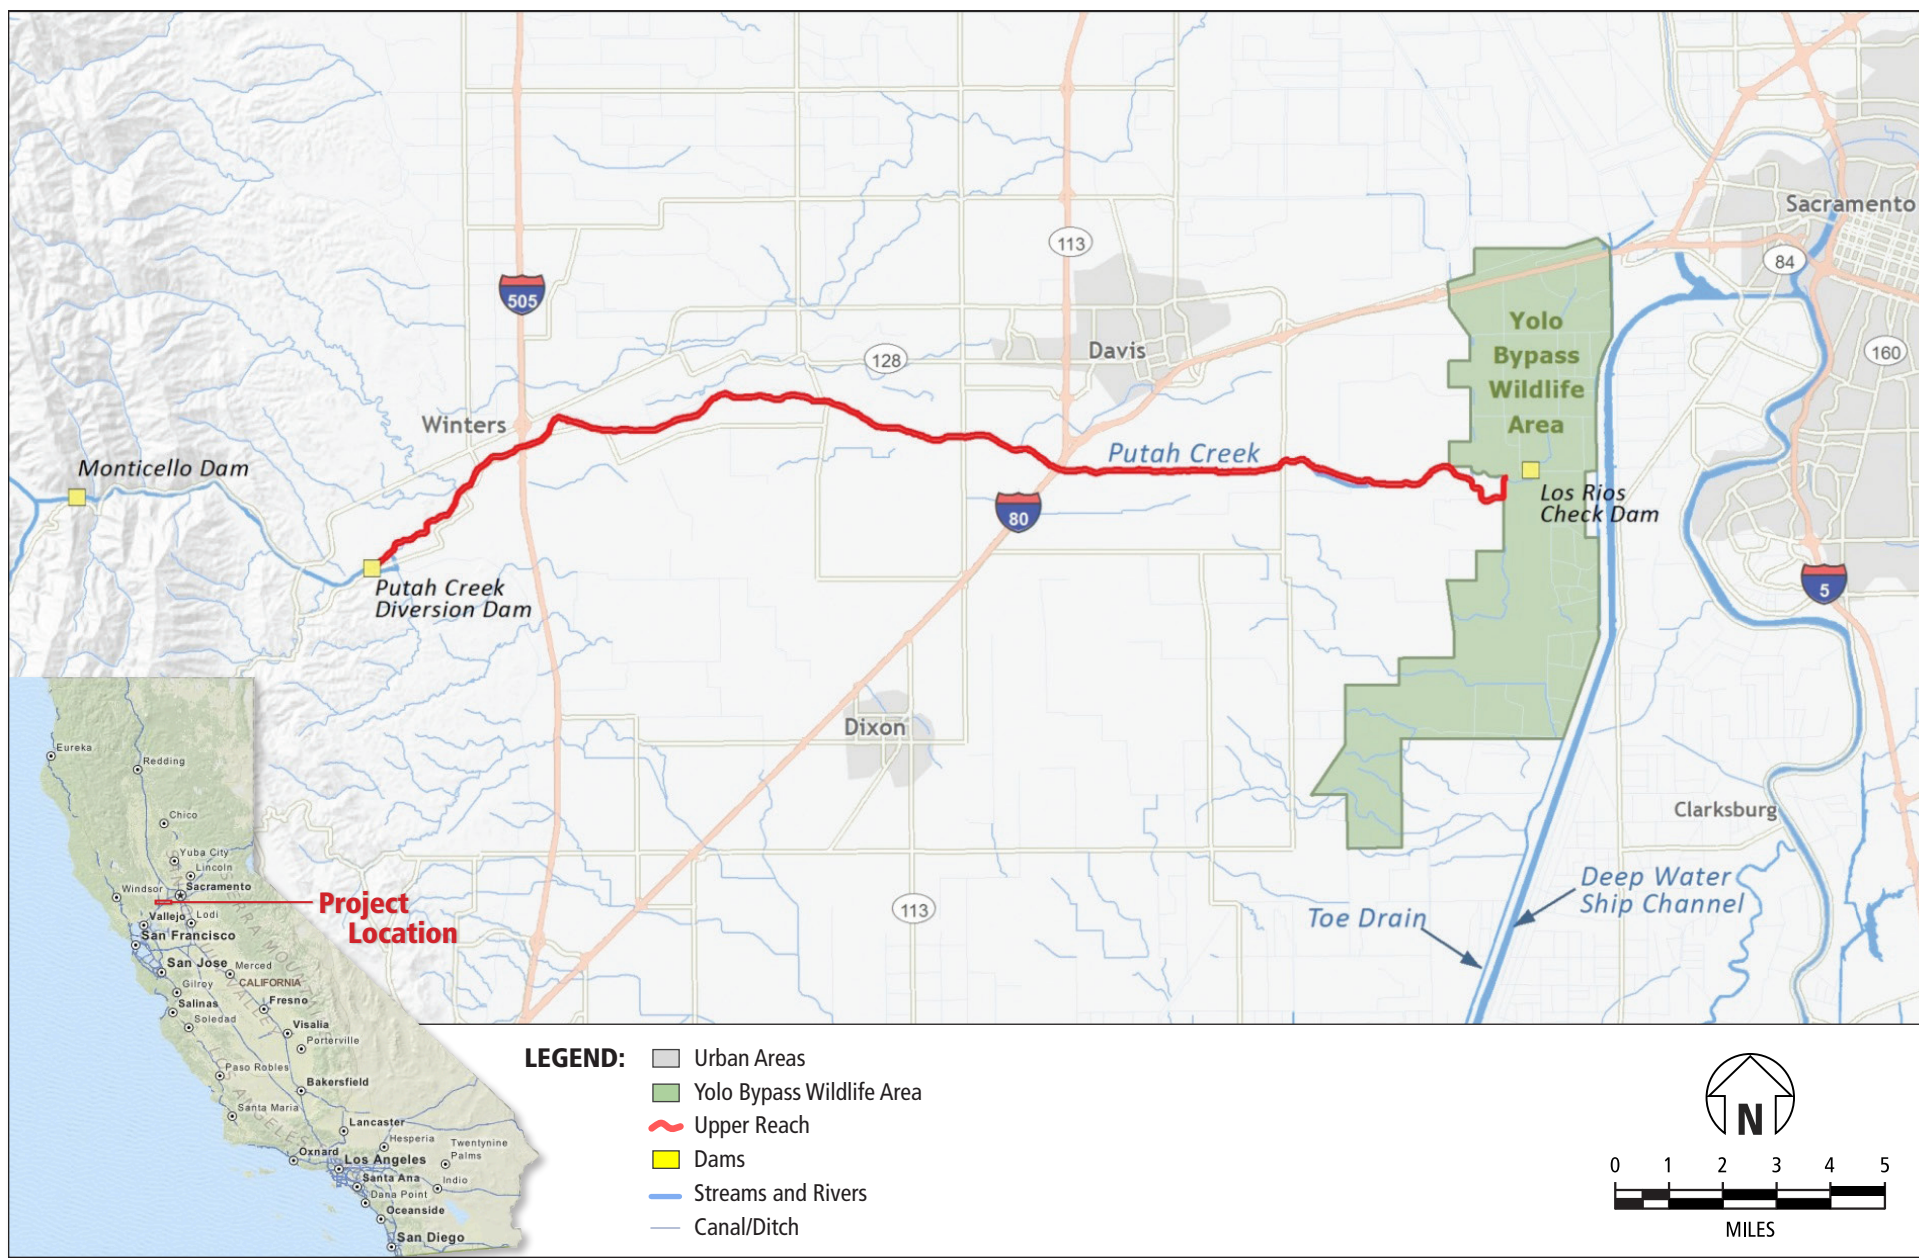 Sacramento
113
84
505
Yolo
Bypass
Wildlife
Area
Davis
128
160
Winters
Putah Creek
Monticello Dam
Los Rios
Check Dam
80
Putah Creek
Diversion Dam
5
Dixon
Clarksburg
Deep Water
Ship Channel
113
Toe Drain
Eureka
Redding
Chico
Yuba City
Lincoln
Windsor
Sacramento
Project
Location
Vallejo
Lodi
San Francisco
San Jose
Merced
Gilroy
CALIFORNIA
Salinas
Fresno
Soledad
Visalia
Porterville
Paso Robles
Bakersfield
Santa Maria
Lancaster
Hesperia
Twentynine
Palms
Oxnard
Los Angeles
Santa Ana
Indio
Dana Point
Oceanside
San Diego
LEGEND:
Urban Areas
Yolo Bypass Wildlife Area
Upper Reach
Dams
Streams and Rivers
Canal/Ditch
N
0 1 2 3 4 5
MILES